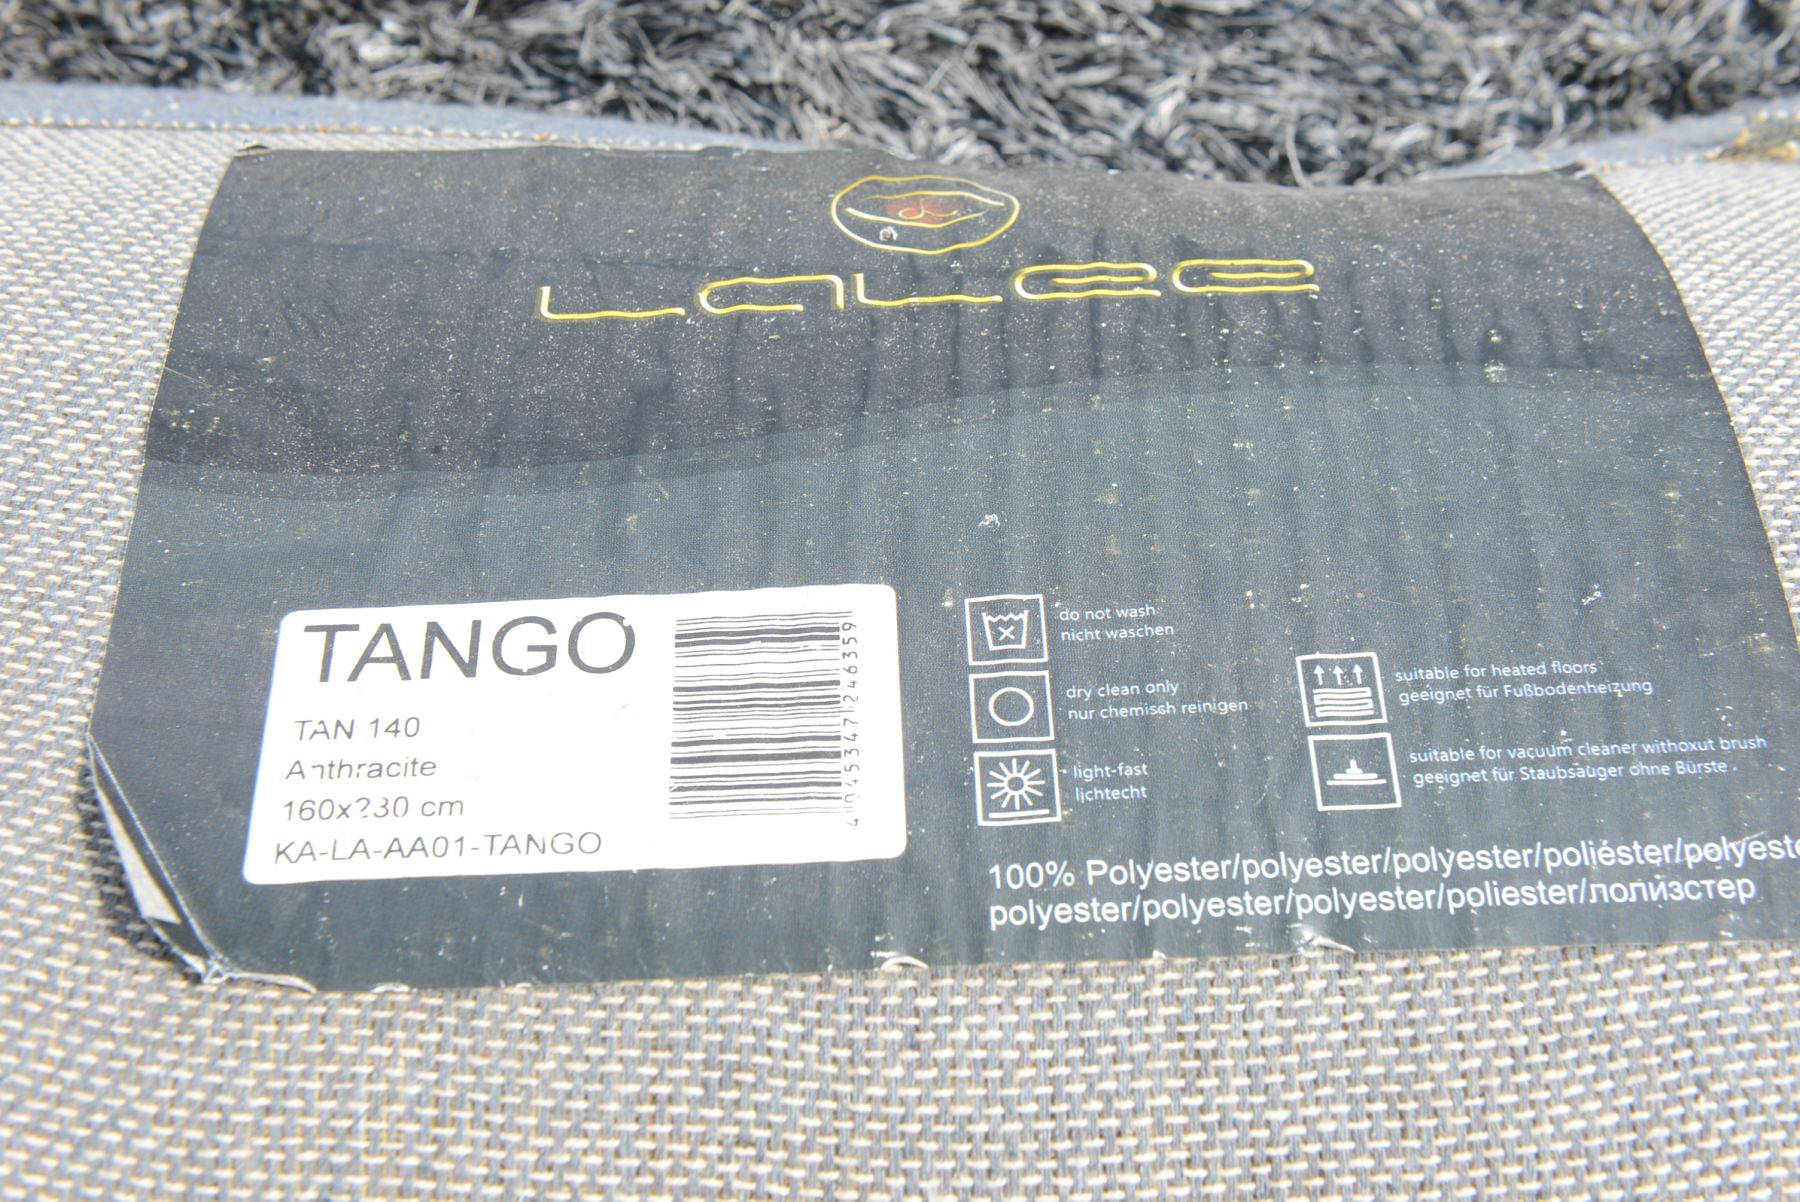 LALEE
TANGO
TAN 140
Anthracite
160x230 cm
KA-LA-AA01-TANGO
do not wash
nicht waschen
dry clean only
nur chemisch reinigen
light-fast
lichtecht
suitable for heated floors
geeignet für Fußbodenheizung
suitable for vacuum cleaner withoxut brush
geeignet für Staubsauger ohne Bürste
100% Polyester/polyester/polyester/poliéster/polyeste
polyester/polyester/polyester/poliester/лолиэстер